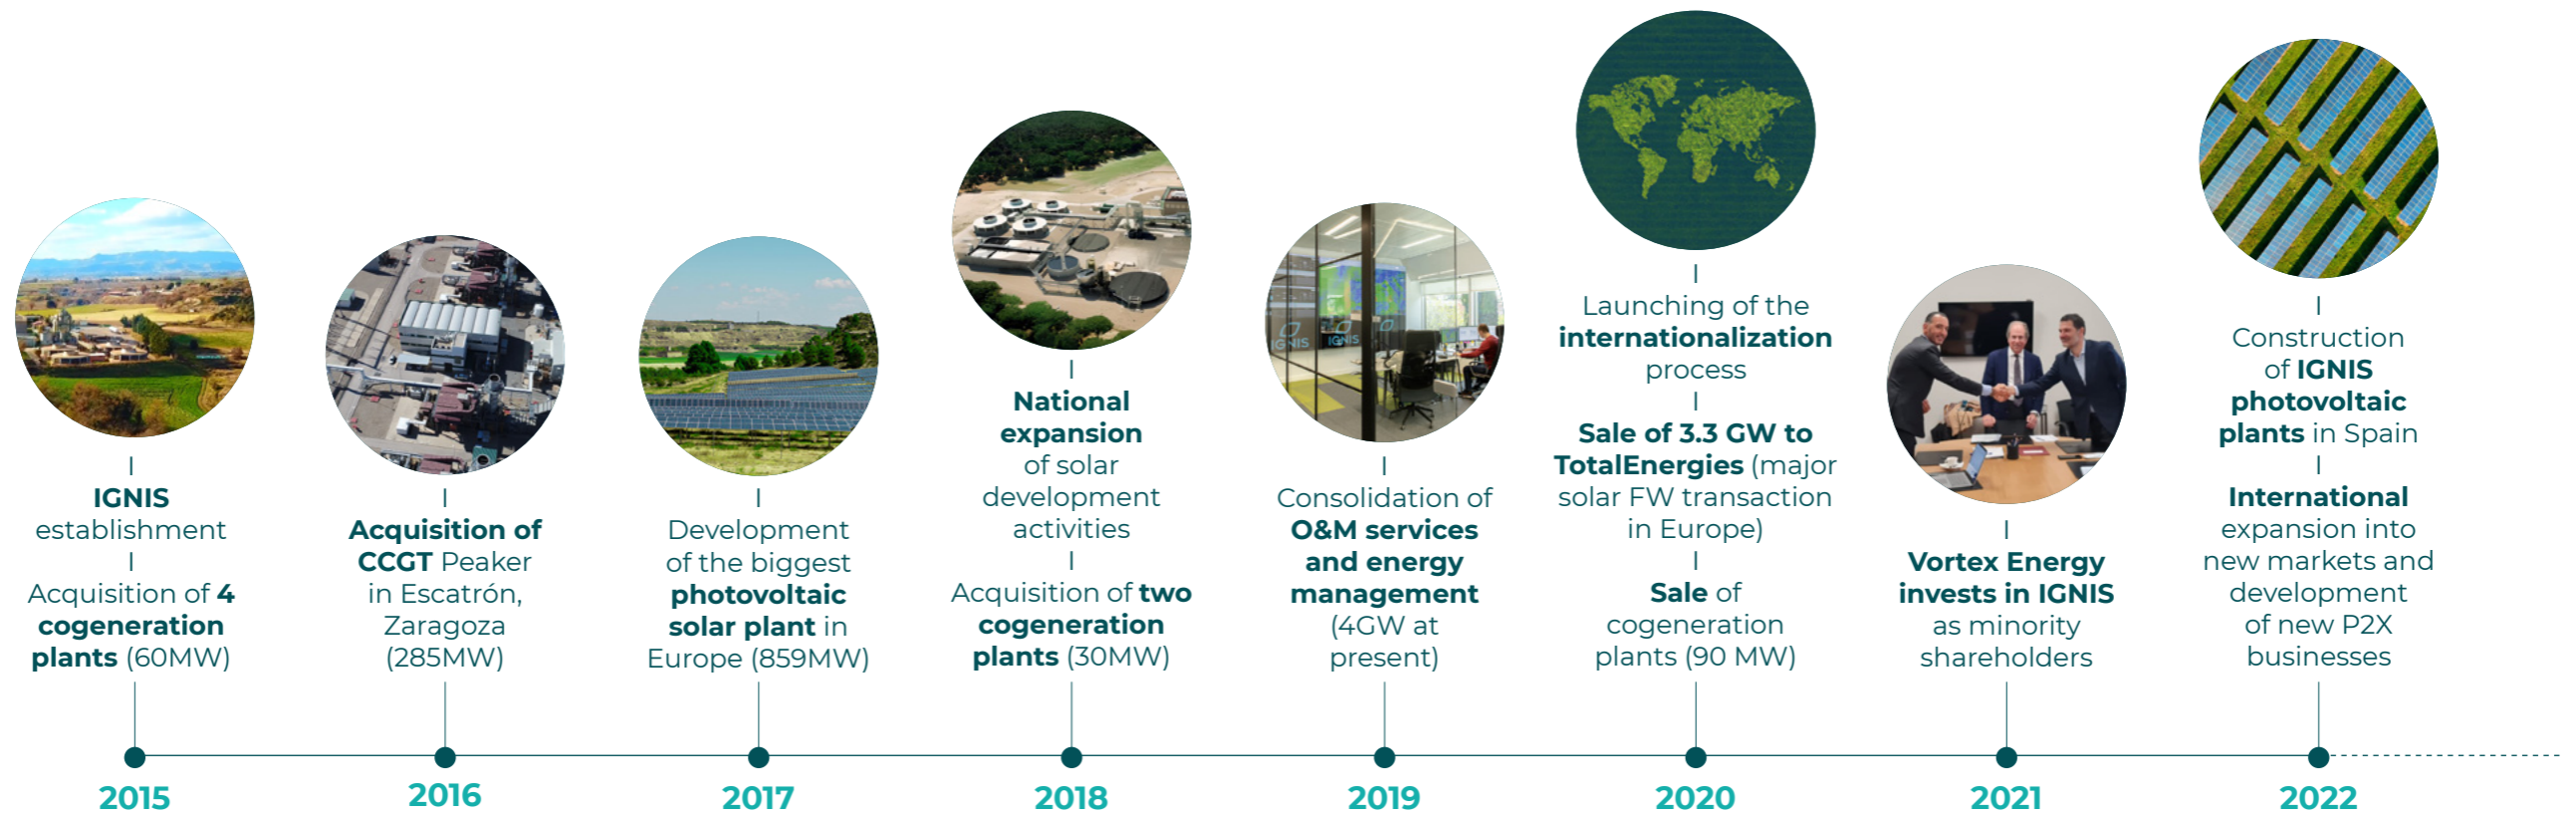 IGNIS
establishment
Acquisition of 4
cogeneration
plants (60MW)
2015
Acquisition of
CCGT Peaker
in Escatrón,
Zaragoza
(285MW)
2016
Development
of the biggest
photovoltaic
solar plant in
Europe (859MW)
2017
National
expansion
of solar
development
activities
Acquisition of two
cogeneration
plants (30MW)
2018
IGNIS
IGNIS
Consolidation of
O&M services
and energy
management
(4GW at
present)
2019
Launching of the
internationalization
process
Sale of 3.3 GW to
TotalEnergies (major
solar FW transaction
in Europe)
Sale of
cogeneration
plants (90 MW)
2020
Vortex Energy
invests in IGNIS
as minority
shareholders
2021
Construction
of IGNIS
photovoltaic
plants in Spain
International
expansion into
new markets and
development
of new P2X
businesses
2022